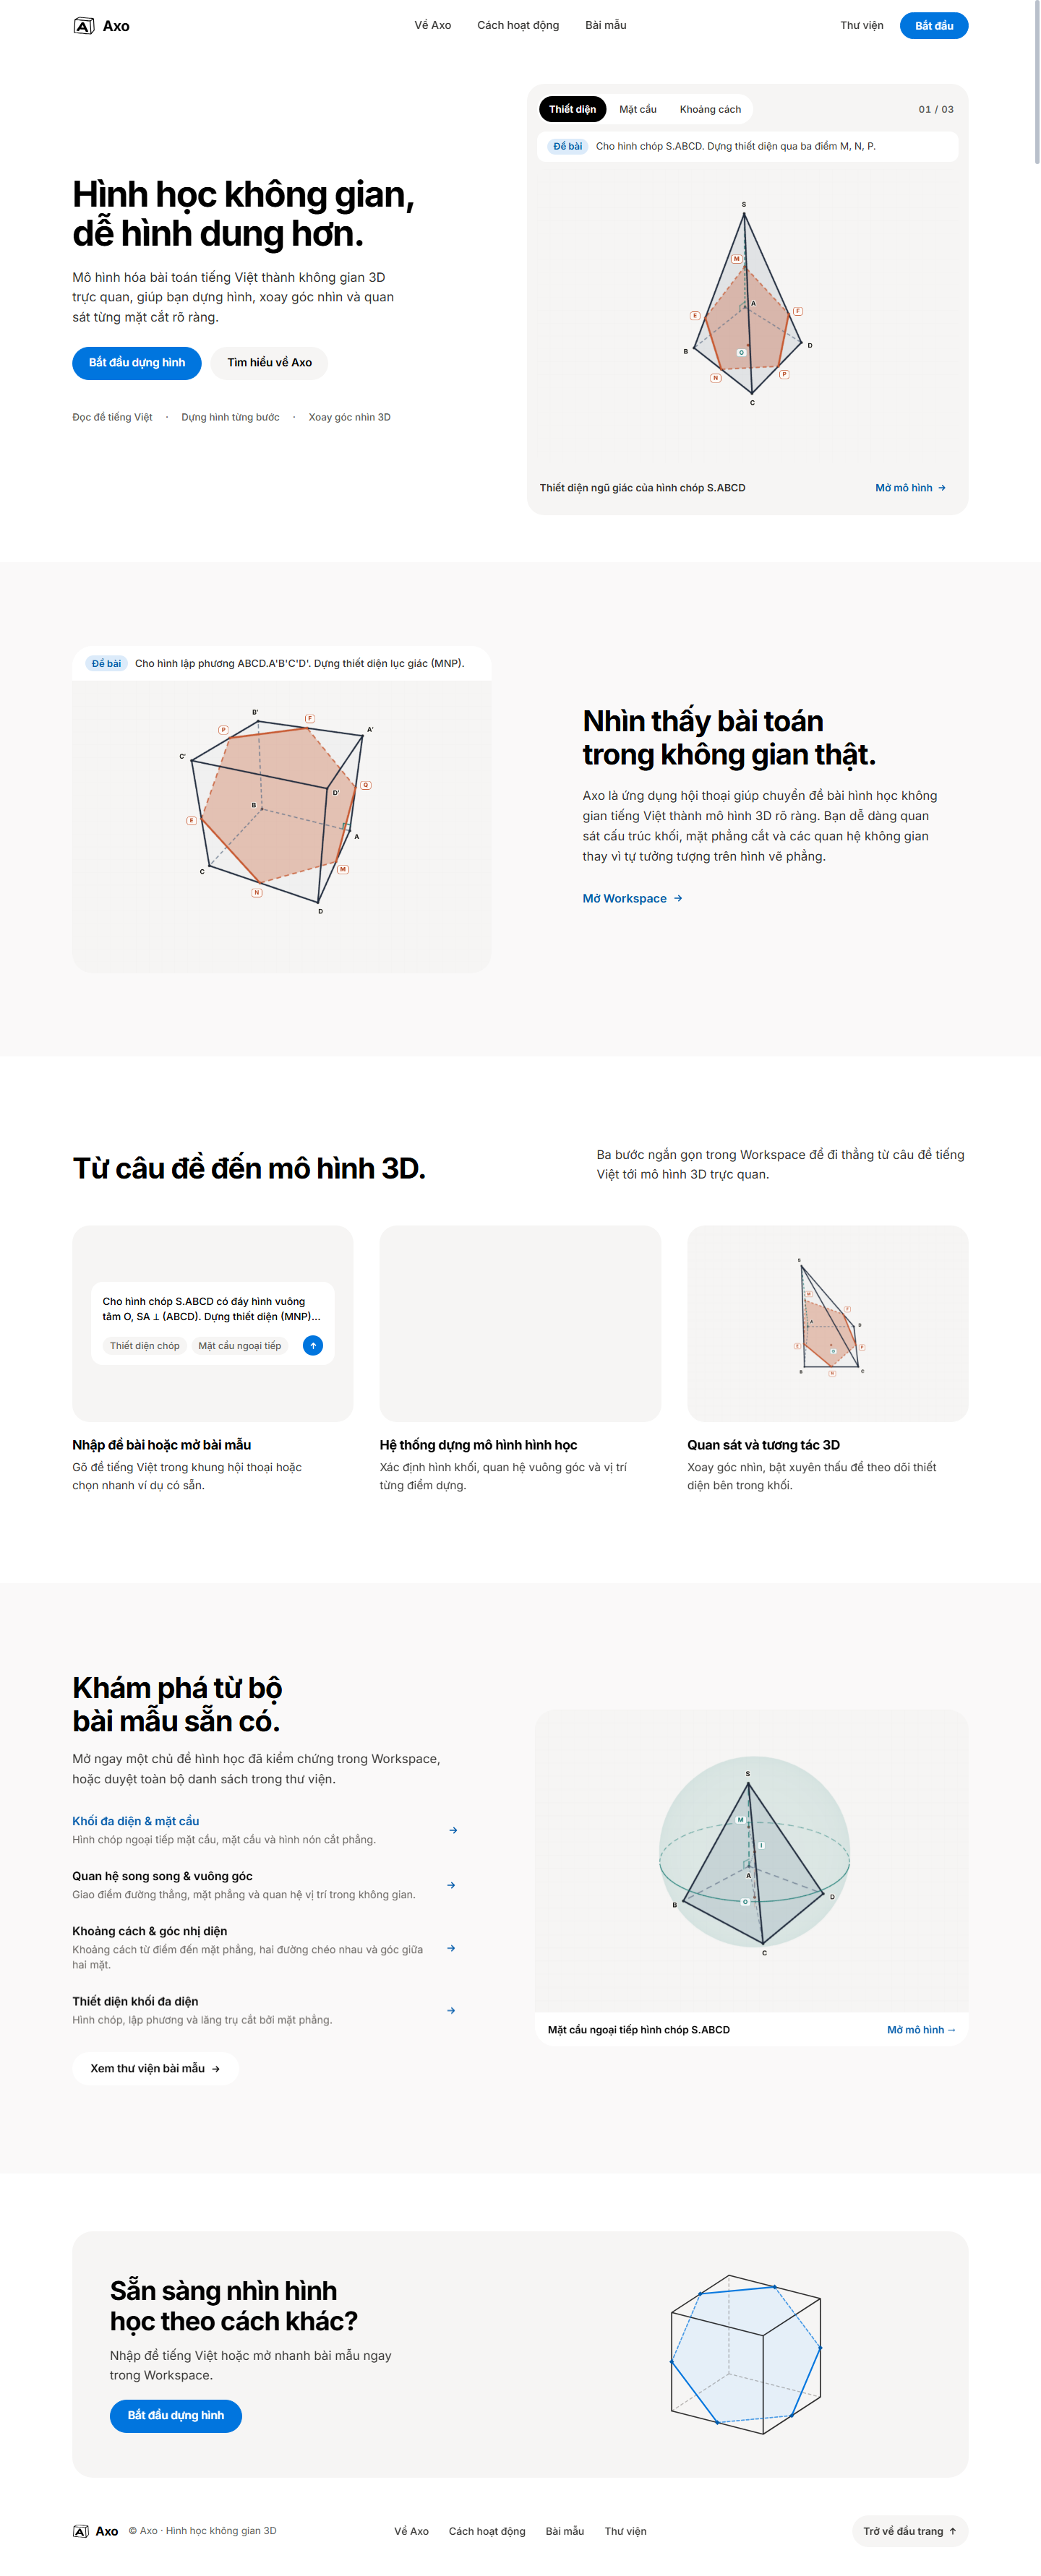 Axo
Về Axo
Cách hoạt động
Bài mẫu
Thư viện
Bắt đầu
Thiết diện
Mặt cầu
Khoảng cách
01 / 03
Đề bài
Cho hình chóp S.ABCD. Dựng thiết diện qua ba điểm M, N, P.
Hình học không gian,
dễ hình dung hơn.
Mô hình hóa bài toán tiếng Việt thành không gian 3D
trực quan, giúp bạn dựng hình, xoay góc nhìn và quan
sát từng mặt cắt rõ ràng.
Bắt đầu dựng hình
Tìm hiểu về Axo
Đọc đề tiếng Việt · Dựng hình từng bước · Xoay góc nhìn 3D
S
M
A
E
F
B
O
D
N
P
C
Thiết diện ngũ giác của hình chóp S.ABCD
Mở mô hình →
Đề bài
Cho hình lập phương ABCD.A'B'C'D'. Dựng thiết diện lục giác (MNP).
B'
F
P
A'
C'
Q
D'
B
E
A
C
M
N
D
Nhìn thấy bài toán
trong không gian thật.
Axo là ứng dụng hội thoại giúp chuyển đề bài hình học không
gian tiếng Việt thành mô hình 3D rõ ràng. Bạn dễ dàng quan
sát cấu trúc khối, mặt phẳng cắt và các quan hệ không gian
thay vì tự tưởng tượng trên hình vẽ phẳng.
Mở Workspace →
Từ câu đề đến mô hình 3D.
Ba bước ngắn gọn trong Workspace để đi thẳng từ câu đề tiếng
Việt tới mô hình 3D trực quan.
Cho hình chóp S.ABCD có đáy hình vuông
tâm O, SA ⊥ (ABCD). Dựng thiết diện (MNP)...
Thiết diện chóp
Mặt cầu ngoại tiếp
↑
S
M
F
A
D
E
P
O
B
N
C
Nhập đề bài hoặc mở bài mẫu
Gõ đề tiếng Việt trong khung hội thoại hoặc
chọn nhanh ví dụ có sẵn.
Hệ thống dựng mô hình hình học
Xác định hình khối, quan hệ vuông góc và vị trí
từng điểm dựng.
Quan sát và tương tác 3D
Xoay góc nhìn, bật xuyên thấu để theo dõi thiết
diện bên trong khối.
Khám phá từ bộ
bài mẫu sẵn có.
Mở ngay một chủ đề hình học đã kiểm chứng trong Workspace,
hoặc duyệt toàn bộ danh sách trong thư viện.
Khối đa diện & mặt cầu
Hình chóp ngoại tiếp mặt cầu, mặt cầu và hình nón cắt phẳng.
→
Quan hệ song song & vuông góc
Giao điểm đường thẳng, mặt phẳng và quan hệ vị trí trong không gian.
→
Khoảng cách & góc nhị diện
Khoảng cách từ điểm đến mặt phẳng, hai đường chéo nhau và góc giữa
hai mặt.
→
Thiết diện khối đa diện
Hình chóp, lập phương và lăng trụ cắt bởi mặt phẳng.
→
Xem thư viện bài mẫu →
S
M
I
A
B
O
D
C
Mặt cầu ngoại tiếp hình chóp S.ABCD
Mở mô hình →
Sẵn sàng nhìn hình
học theo cách khác?
Nhập đề tiếng Việt hoặc mở nhanh bài mẫu ngay
trong Workspace.
Bắt đầu dựng hình
Axo
© Axo · Hình học không gian 3D
Về Axo
Cách hoạt động
Bài mẫu
Thư viện
Trở về đầu trang ↑